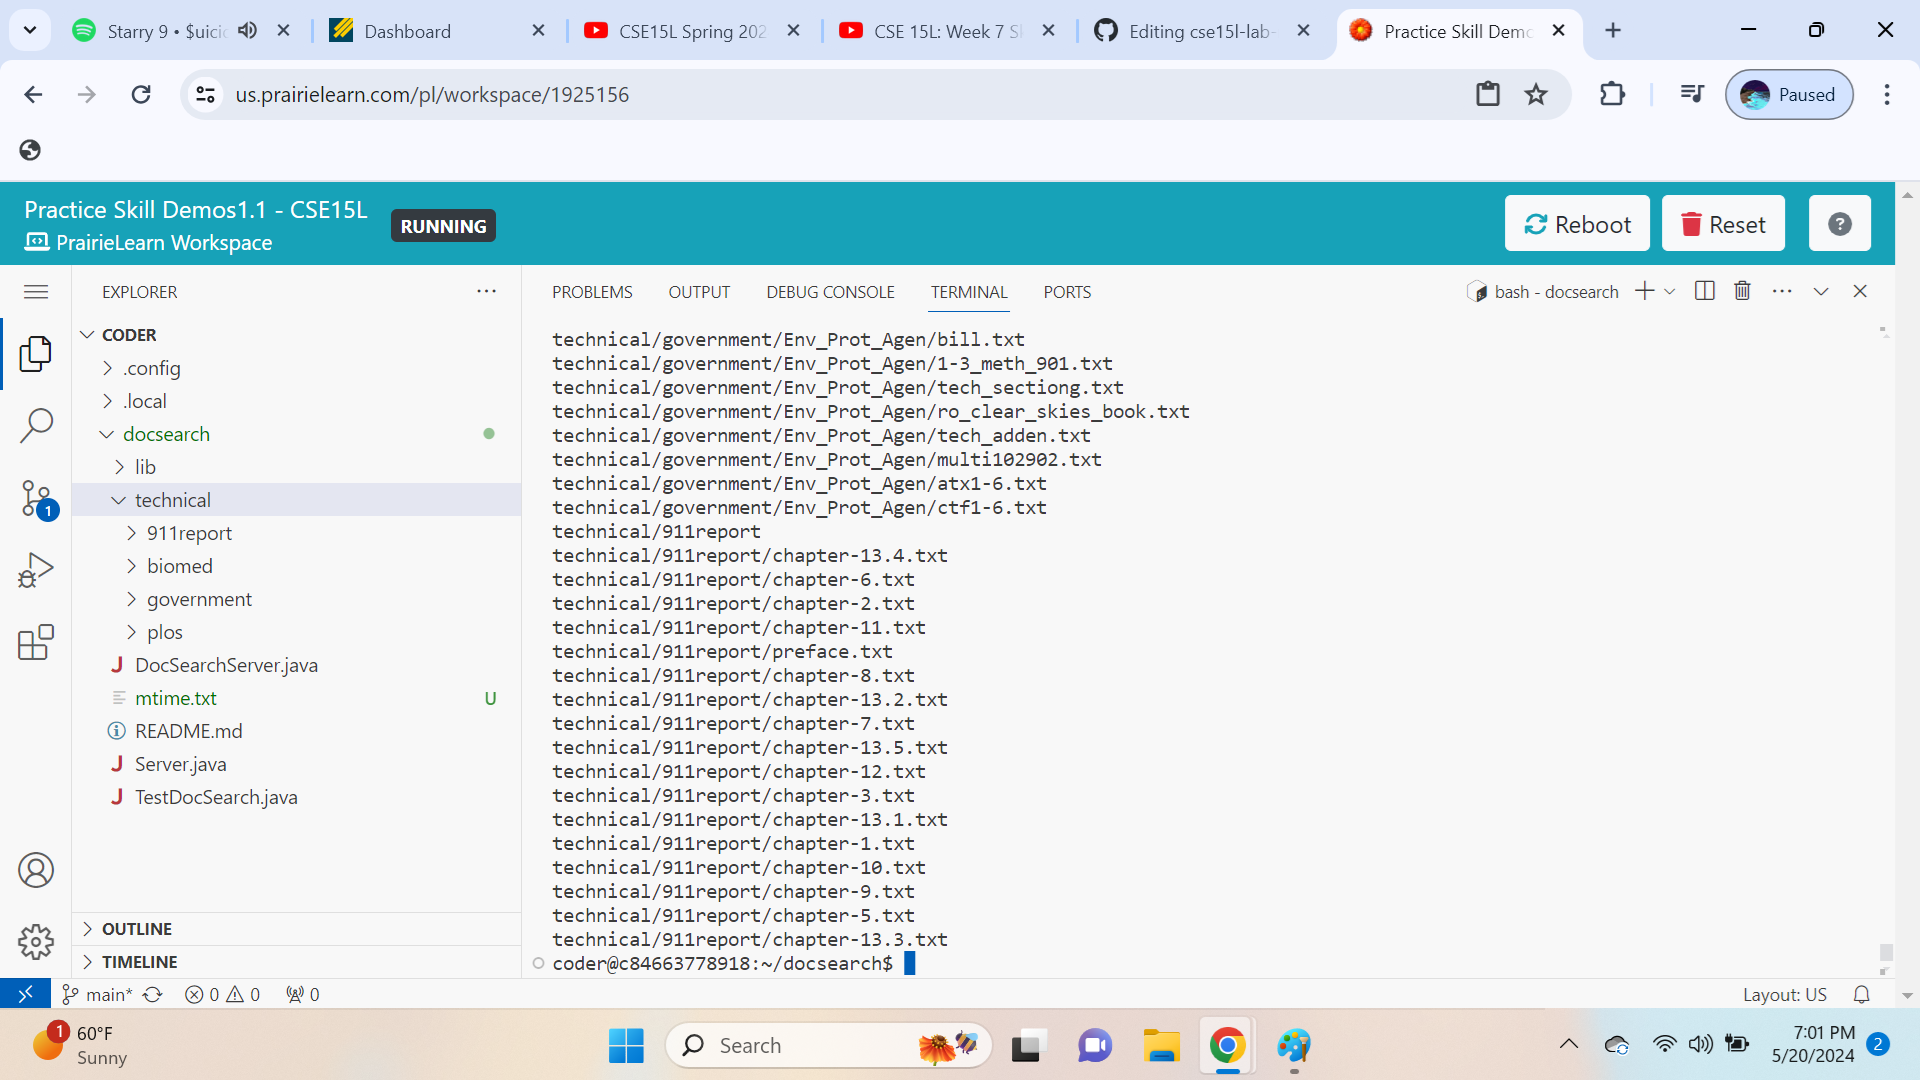 Starry 9 • $uici
Dashboard
CSE15L Spring 202
CSE 15L: Week 7 S
Editing cse15l-lab-
Practice Skill Demo
us.prairielearn.com/pl/workspace/1925156
Paused
Practice Skill Demos1.1 - CSE15L
PrairieLearn Workspace
RUNNING
Reboot
Reset
?
EXPLORER
PROBLEMS
OUTPUT
DEBUG CONSOLE
TERMINAL
PORTS
bash - docsearch
CODER
.config
.local
docsearch
lib
technical
911report
biomed
government
plos
DocSearchServer.java
mtime.txt
U
README.md
Server.java
TestDocSearch.java
OUTLINE
TIMELINE
1
technical/government/Env_Prot_Agen/bill.txt
technical/government/Env_Prot_Agen/1-3_meth_901.txt
technical/government/Env_Prot_Agen/tech_sectiong.txt
technical/government/Env_Prot_Agen/ro_clear_skies_book.txt
technical/government/Env_Prot_Agen/tech_adden.txt
technical/government/Env_Prot_Agen/multi102902.txt
technical/government/Env_Prot_Agen/atx1-6.txt
technical/government/Env_Prot_Agen/ctf1-6.txt
technical/911report
technical/911report/chapter-13.4.txt
technical/911report/chapter-6.txt
technical/911report/chapter-2.txt
technical/911report/chapter-11.txt
technical/911report/preface.txt
technical/911report/chapter-8.txt
technical/911report/chapter-13.2.txt
technical/911report/chapter-7.txt
technical/911report/chapter-13.5.txt
technical/911report/chapter-12.txt
technical/911report/chapter-3.txt
technical/911report/chapter-13.1.txt
technical/911report/chapter-1.txt
technical/911report/chapter-10.txt
technical/911report/chapter-9.txt
technical/911report/chapter-5.txt
technical/911report/chapter-13.3.txt
coder@c84663778918:~/docsearch$
main*
0
0
0
Layout: US
1
60°F
Sunny
Search
7:01 PM
5/20/2024
2